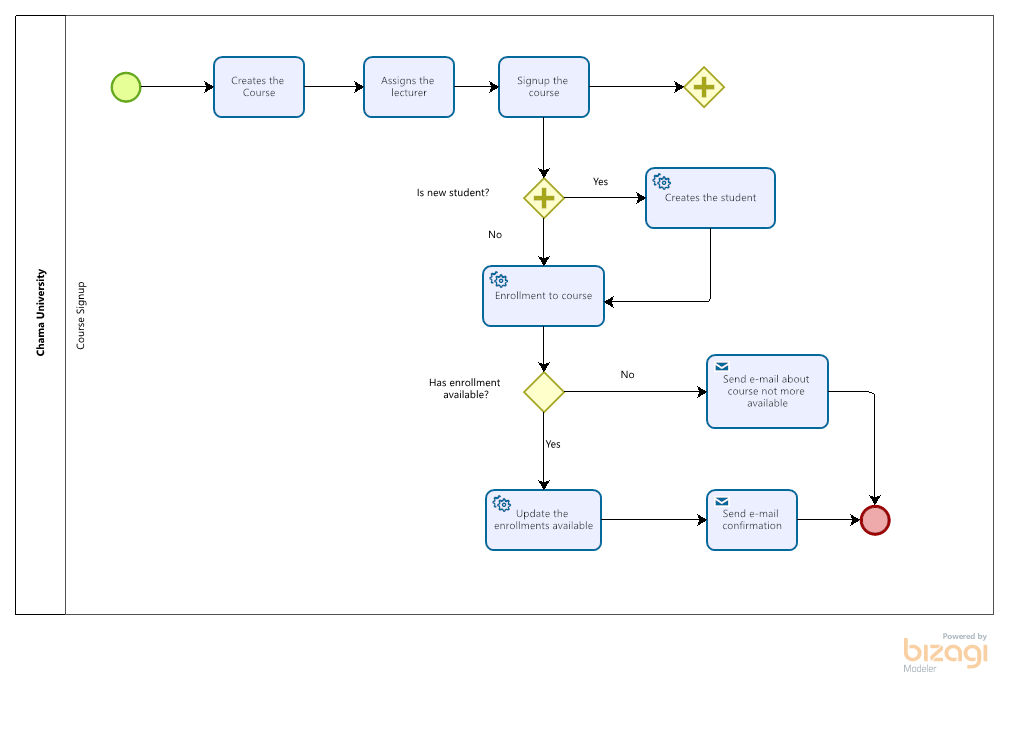 Chama University
Course Signup
Creates the
Course
Assigns the
lecturer
Signup the
course
Is new student?
Yes
Creates the student
No
Enrollment to course
Has enrollment
available?
No
Send e-mail about
course not more
available
Yes
Update the
enrollments available
Send e-mail
confirmation
Powered by
bizagi
Modeler